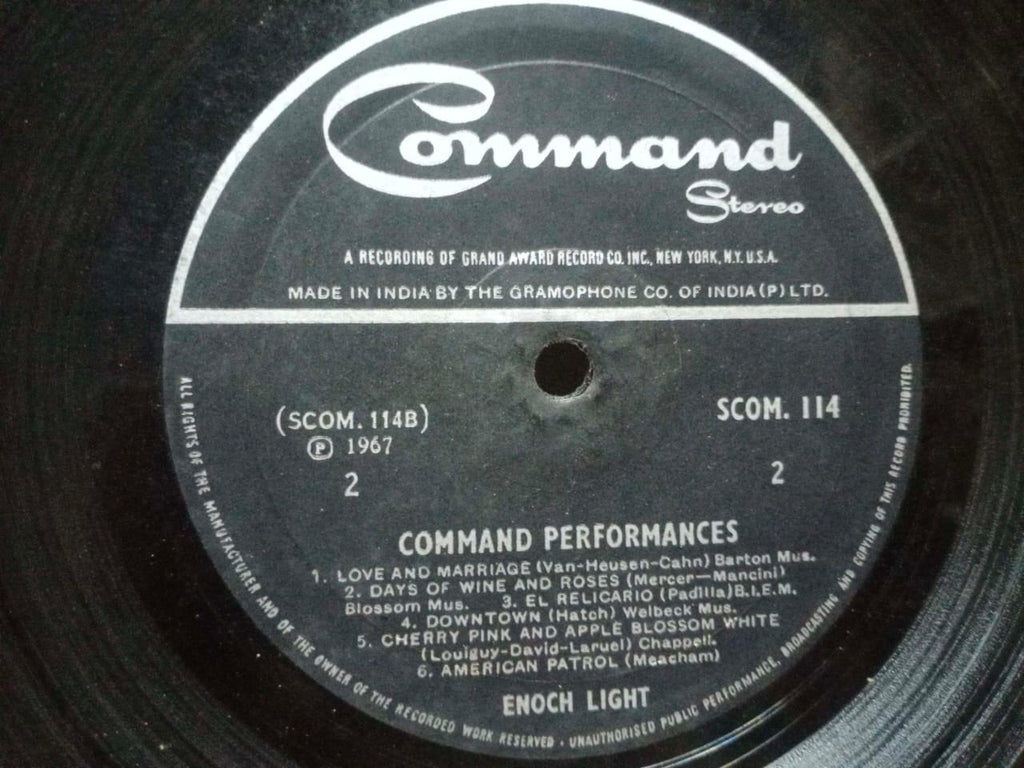 Command
Stereo
A RECORDING OF GRAND AWARD RECORD CO. INC., NEW YORK, N.Y. U.S.A.
MADE IN INDIA BY THE GRAMOPHONE CO. OF INDIA (P) LTD.
(SCOM. 114B)
SCOM. 114
Ⓟ 1967
2
2
COMMAND PERFORMANCES
1. LOVE AND MARRIAGE (Van-Heusen-Cahn) Barton Mus.
2. DAYS OF WINE AND ROSES (Mercer—Mancini)
Blossom Mus. 3. EL RELICARIO (Padilla) B.I.E.M.
4. DOWNTOWN (Hatch) Welbeck Mus.
5. CHERRY PINK AND APPLE BLOSSOM WHITE
(Louiguy-David-Laruel) Chappell.
6. AMERICAN PATROL (Meacham)
ENOCH LIGHT
ALL RIGHTS OF THE MANUFACTURER AND OF THE OWNER OF THE RECORDED WORK RESERVED · UNAUTHORISED PUBLIC PERFORMANCE, BROADCASTING AND COPYING OF THIS RECORD PROHIBITED.